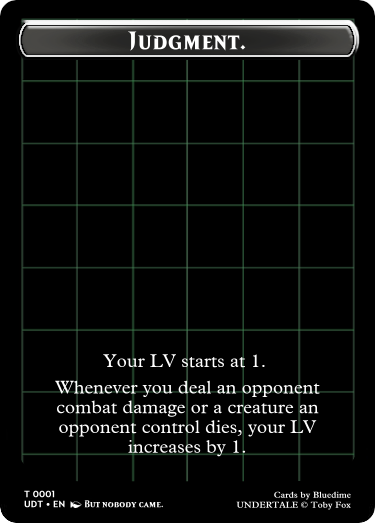 Judgment.
Your LV starts at 1.
Whenever you deal an opponent
combat damage or a creature an
opponent control dies, your LV
increases by 1.
T 0001
UDT • EN But nobody came.
Cards by Bluedime
UNDERTALE © Toby Fox